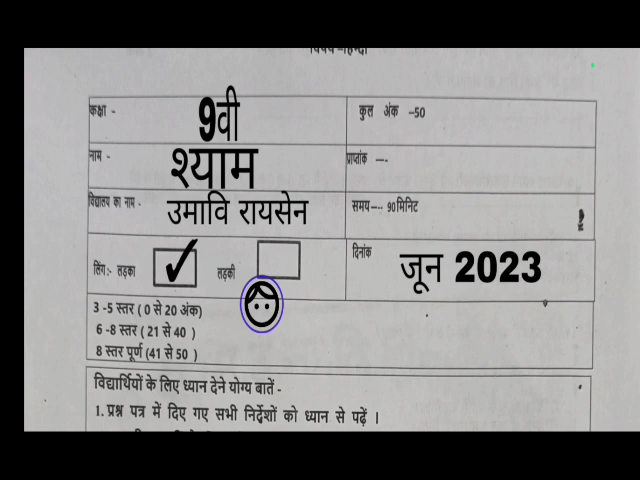 विषय -हिन्दी
कक्षा - 9वी कुल अंक -50
नाम - श्याम प्राप्तांक ---
विद्यालय का नाम - उमावि रायसेन समय--- 90मिनिट
लिंग:- लड़का ✓ लड़की दिनांक जून 2023
3 -5 स्तर ( 0 से 20 अंक)
6 -8 स्तर ( 21 से 40 )
8 स्तर पूर्ण (41 से 50 )
विद्यार्थियों के लिए ध्यान देने योग्य बातें -
1. प्रश्न पत्र में दिए गए सभी निर्देशों को ध्यान से पढ़ें ।